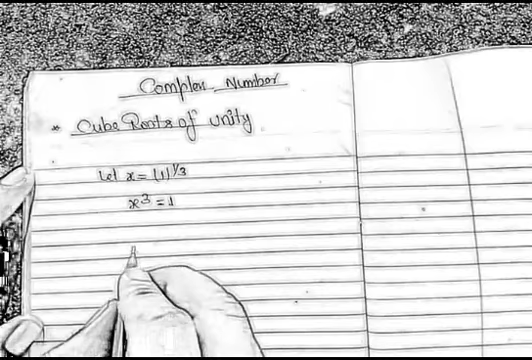 Complex Number
* Cube Roots of unity
Let x = (1)^1/3
x^3 = 1